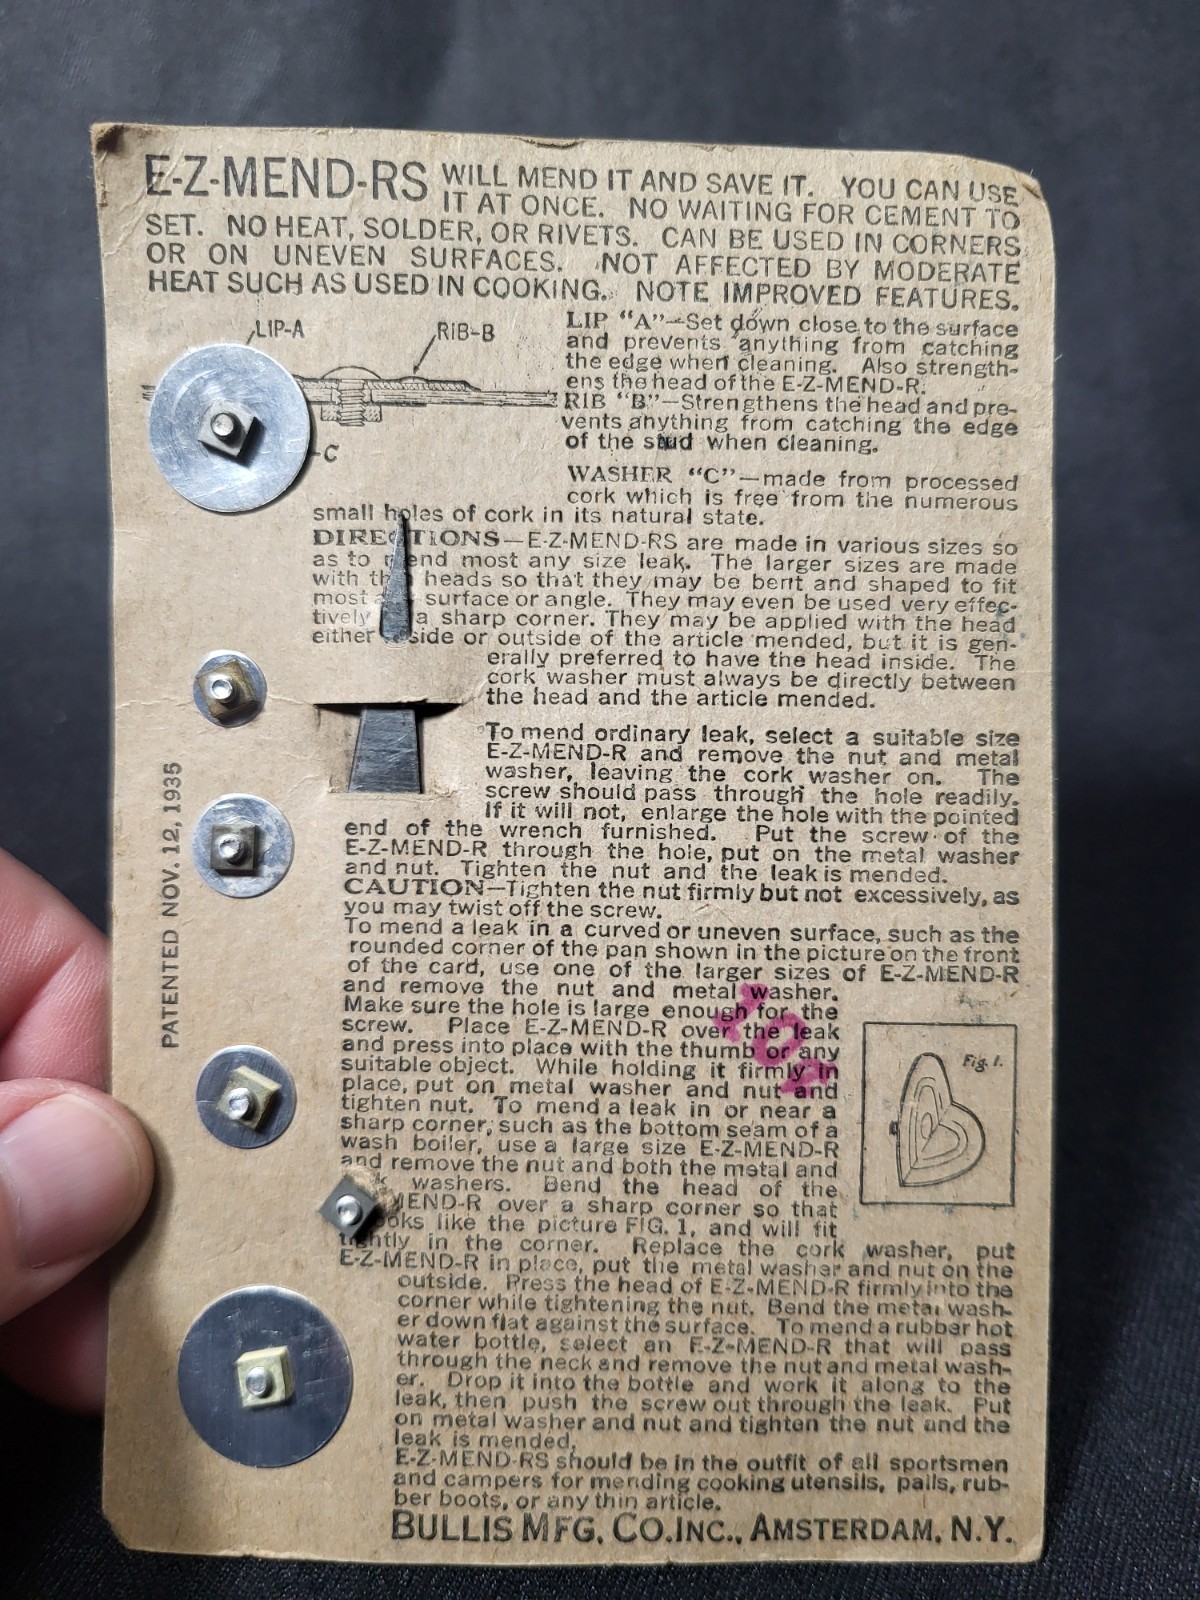 E-Z-MEND-RS WILL MEND IT AND SAVE IT. YOU CAN USE
IT AT ONCE. NO WAITING FOR CEMENT TO
SET. NO HEAT, SOLDER, OR RIVETS. CAN BE USED IN CORNERS
OR ON UNEVEN SURFACES. NOT AFFECTED BY MODERATE
HEAT SUCH AS USED IN COOKING. NOTE IMPROVED FEATURES.
LIP-A
RIB-B
-C
LIP "A"—Set down close to the surface
and prevents anything from catching
the edge when cleaning. Also strength-
ens the head of the E-Z-MEND-R.
RIB "B"—Strengthens the head and pre-
vents anything from catching the edge
of the stud when cleaning.
WASHER "C"—made from processed
cork which is free from the numerous
small holes of cork in its natural state.
DIRECTIONS—E-Z-MEND-RS are made in various sizes so
as to mend most any size leak. The larger sizes are made
with heads so that they may be bent and shaped to fit
most surface or angle. They may even be used very effec-
tively a sharp corner. They may be applied with the head
either side or outside of the article mended, but it is gen-
erally preferred to have the head inside. The
cork washer must always be directly between
the head and the article mended.
To mend ordinary leak, select a suitable size
E-Z-MEND-R and remove the nut and metal
washer, leaving the cork washer on. The
screw should pass through the hole readily.
If it will not, enlarge the hole with the pointed
end of the wrench furnished. Put the screw of the
E-Z-MEND-R through the hole, put on the metal washer
and nut. Tighten the nut and the leak is mended.
CAUTION—Tighten the nut firmly but not excessively, as
you may twist off the screw.
To mend a leak in a curved or uneven surface, such as the
rounded corner of the pan shown in the picture on the front
of the card, use one of the larger sizes of E-Z-MEND-R
and remove the nut and metal washer.
Make sure the hole is large enough for the
screw. Place E-Z-MEND-R over the leak
and press into place with the thumb or any
suitable object. While holding it firmly in
place, put on metal washer and nut and
tighten nut. To mend a leak in or near a
sharp corner, such as the bottom seam of a
wash boiler, use a large size E-Z-MEND-R
and remove the nut and both the metal and
washers. Bend the head of the
MEND-R over a sharp corner so that
looks like the picture FIG. 1, and will fit
tightly in the corner. Replace the cork washer, put
E-Z-MEND-R in place, put the metal washer and nut on the
outside. Press the head of E-Z-MEND-R firmly into the
corner while tightening the nut. Bend the metal wash-
er down flat against the surface. To mend a rubber hot
water bottle, select an E-Z-MEND-R that will pass
through the neck and remove the nut and metal wash-
er. Drop it into the bottle and work it along to the
leak, then push the screw out through the leak. Put
on metal washer and nut and tighten the nut and the
leak is mended.
E-Z-MEND-RS should be in the outfit of all sportsmen
and campers for mending cooking utensils, pails, rub-
ber boots, or any thin article.
BULLIS MFG. CO. INC., AMSTERDAM, N.Y.
PATENTED NOV. 12, 1935
Fig. 1.